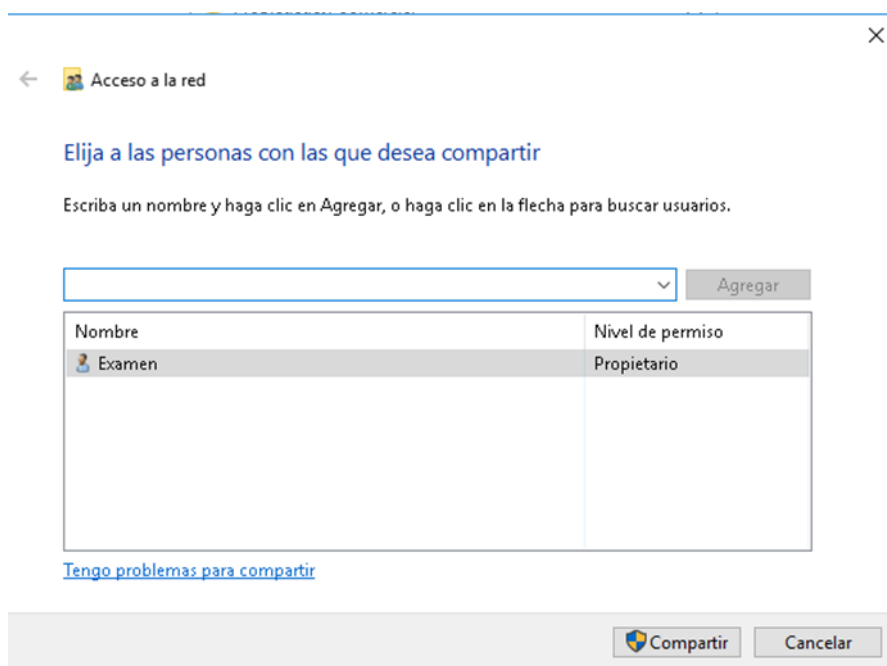 Acceso a la red
Elija a las personas con las que desea compartir
Escriba un nombre y haga clic en Agregar, o haga clic en la flecha para buscar usuarios.
Agregar
Nombre Nivel de permiso
Examen Propietario
Tengo problemas para compartir
Compartir Cancelar